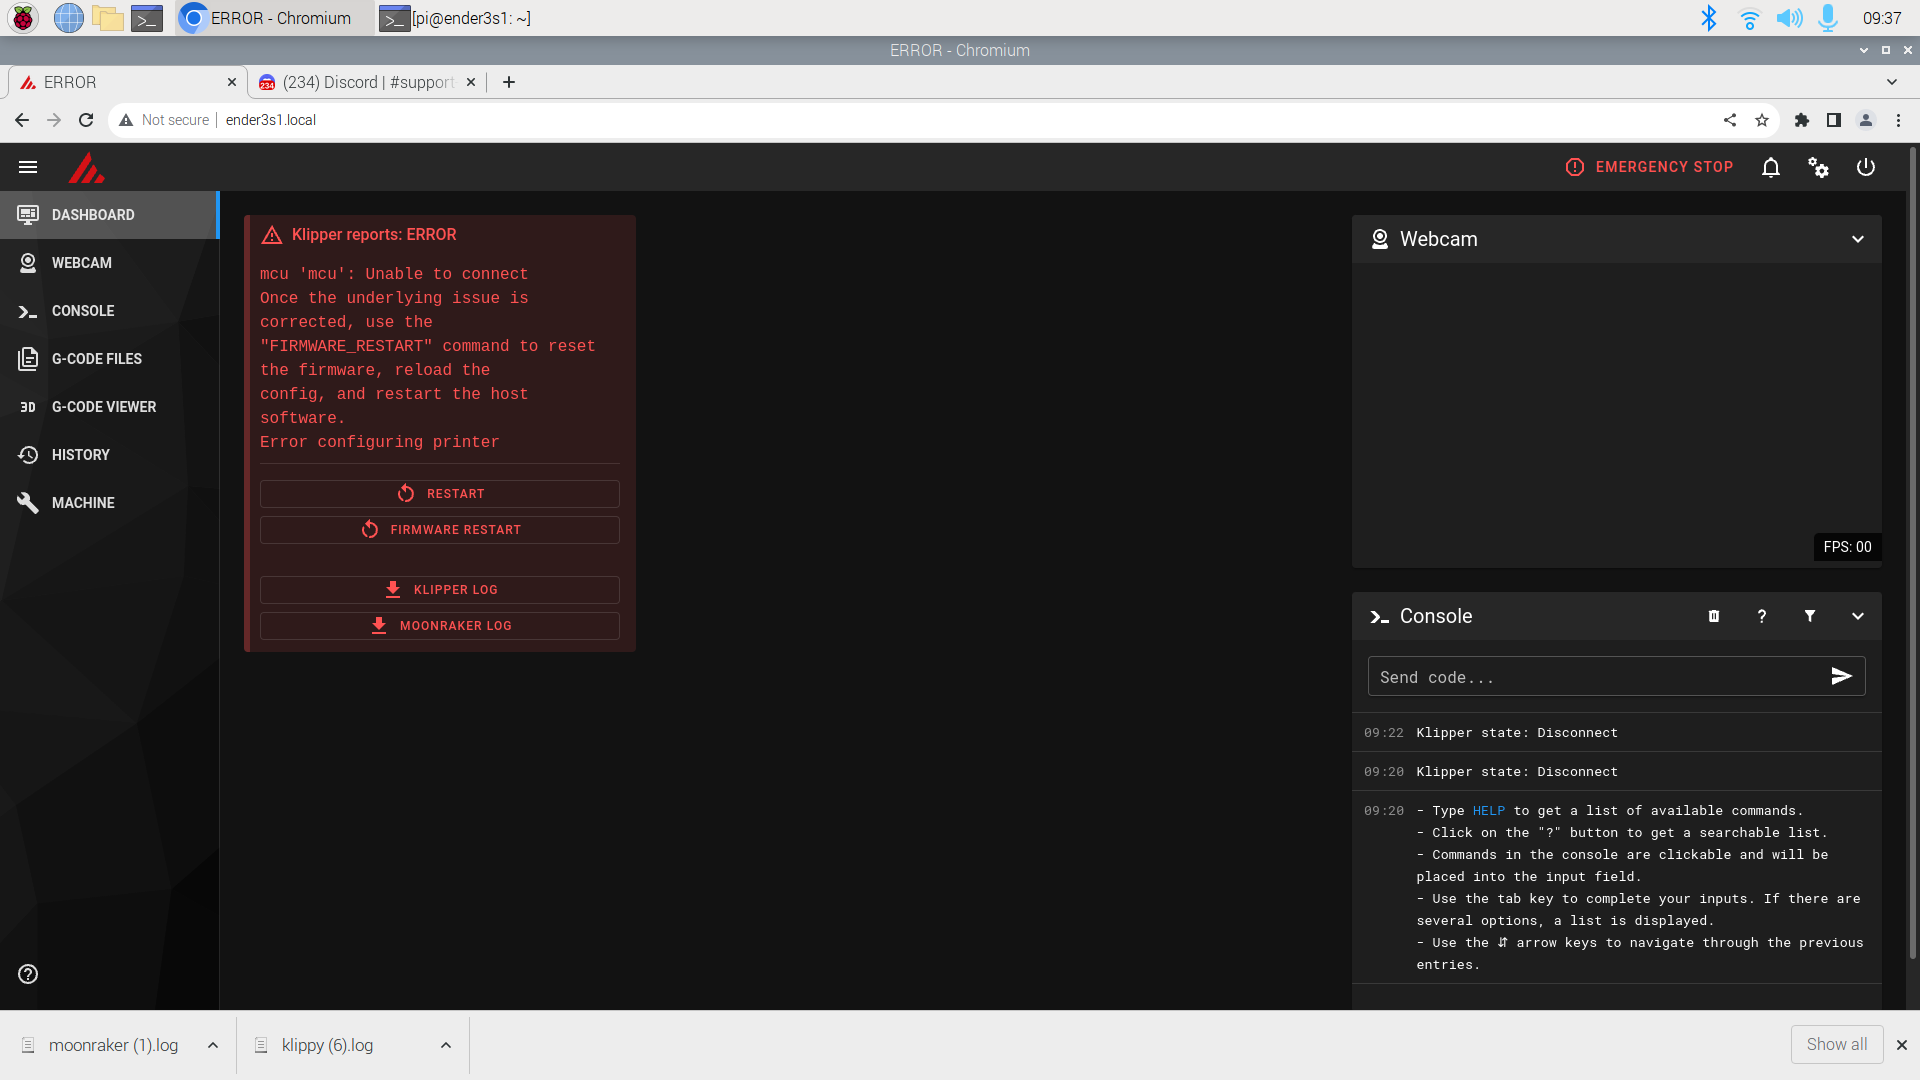 ERROR - Chromium
[pi@ender3s1: ~]
09:37
ERROR - Chromium
ERROR
234
(234) Discord | #support
Not secure
ender3s1.local
EMERGENCY STOP
DASHBOARD
WEBCAM
CONSOLE
G-CODE FILES
3D G-CODE VIEWER
HISTORY
MACHINE
Klipper reports: ERROR
mcu 'mcu': Unable to connect
Once the underlying issue is
corrected, use the
"FIRMWARE_RESTART" command to reset
the firmware, reload the
config, and restart the host
software.
Error configuring printer
RESTART
FIRMWARE RESTART
KLIPPER LOG
MOONRAKER LOG
Webcam
FPS: 00
Console
Send code...
09:22 Klipper state: Disconnect
09:20 Klipper state: Disconnect
09:20 - Type HELP to get a list of available commands.
- Click on the "?" button to get a searchable list.
- Commands in the console are clickable and will be
placed into the input field.
- Use the tab key to complete your inputs. If there are
several options, a list is displayed.
- Use the ⇵ arrow keys to navigate through the previous
entries.
moonraker (1).log
klippy (6).log
Show all